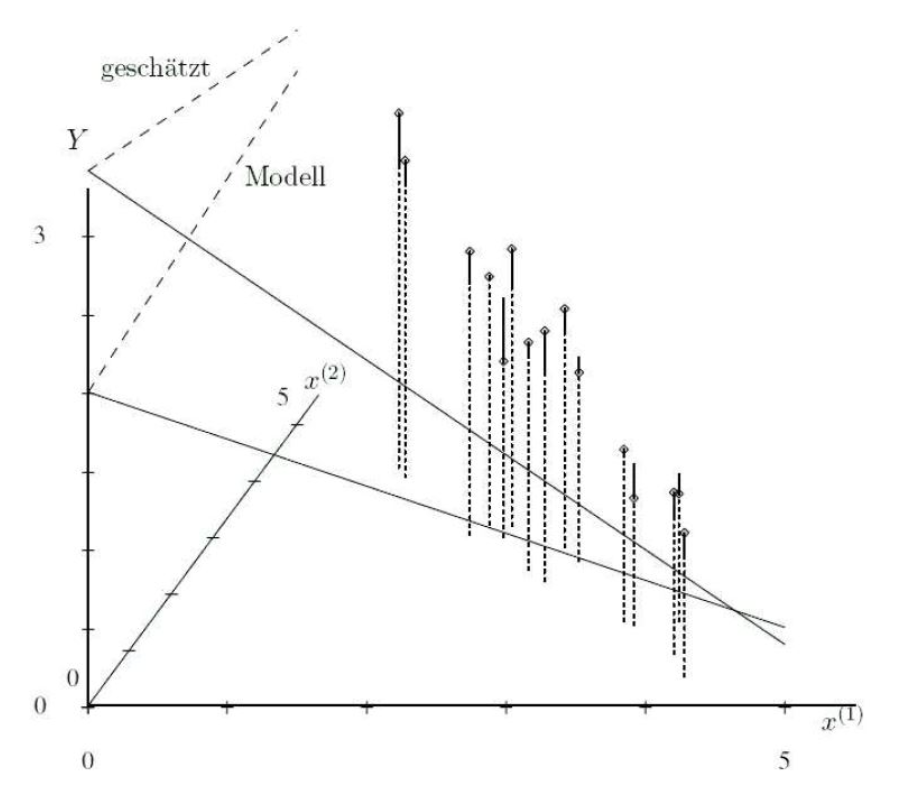 geschätzt
Y
Modell
3
5 x^{(2)}
0
0
x^{(1)}
0
5